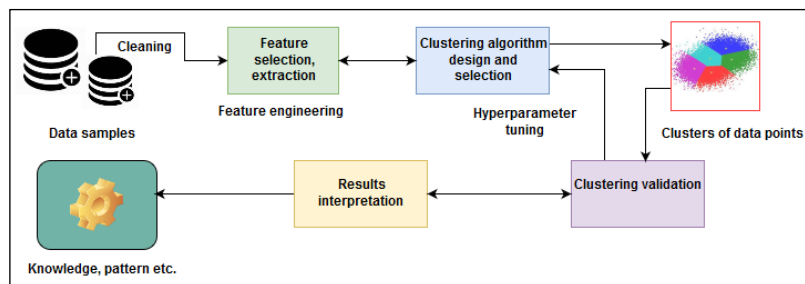 Cleaning
Feature
selection,
extraction
Clustering algorithm
design and
selection
Feature engineering
Hyperparameter
tuning
Data samples
Clusters of data points
Results
interpretation
Clustering validation
Knowledge, pattern etc.